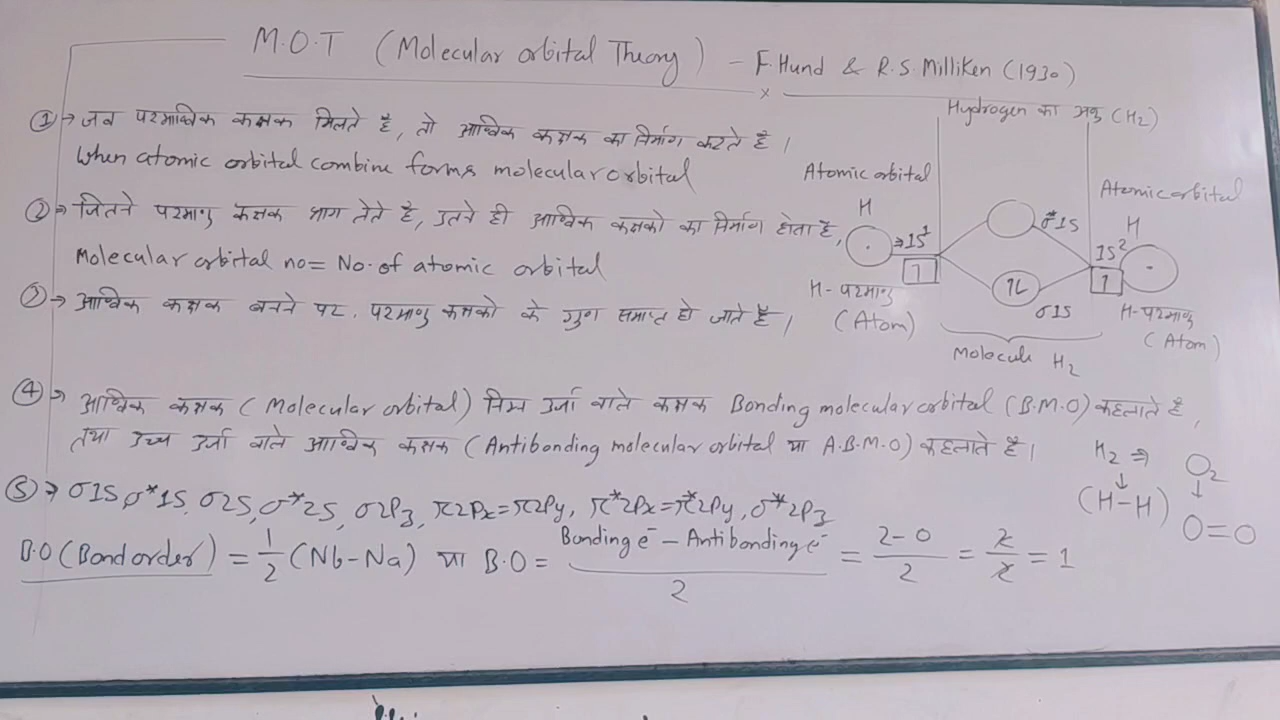 M.O.T (Molecular orbital Theory) - F.Hund & R.S.Milliken (1930)
① → जब परमाण्विक कक्षक मिलते है, तो आण्विक कक्षक का निर्माण करते है।
When atomic orbital combine forms molecular orbital
② → जितने परमाणु कक्षक भाग लेते है, उतने ही आण्विक कक्षको का निर्माण होता है,
Molecular orbital no = No. of atomic orbital
③ → आण्विक कक्षक बनने पर, परमाणु कक्षको के गुण समाप्त हो जाते है।
Hydrogen का अणु (H₂)
Atomic orbital
Atomic orbital
H
H
⇒1S¹
σ*1S
1S²
1
1L
1
σ1S
H-परमाणु
(Atom)
H-परमाणु
(Atom)
Molecule H₂
④ → आण्विक कक्षक (Molecular orbital) निम्न उर्जा वाले कक्षक Bonding molecular orbital (B.M.O) कहलाते है,
तथा उच्च उर्जा वाले आण्विक कक्षक (Antibonding molecular orbital या A.B.M.O) कहलाते है।
H₂ ⇒
↓
(H-H)
O₂
↓
O=O
⑤ → σ1S, σ*1S, σ2S, σ*2S, σ2Pz, π2Px=π2Py, π*2Px=π*2Py, σ*2Pz
B.O (Bond order) = 1/2 (Nb-Na) या B.O = Bonding e⁻ - Antibonding e⁻ / 2 = 2-0 / 2 = 2/2 = 1